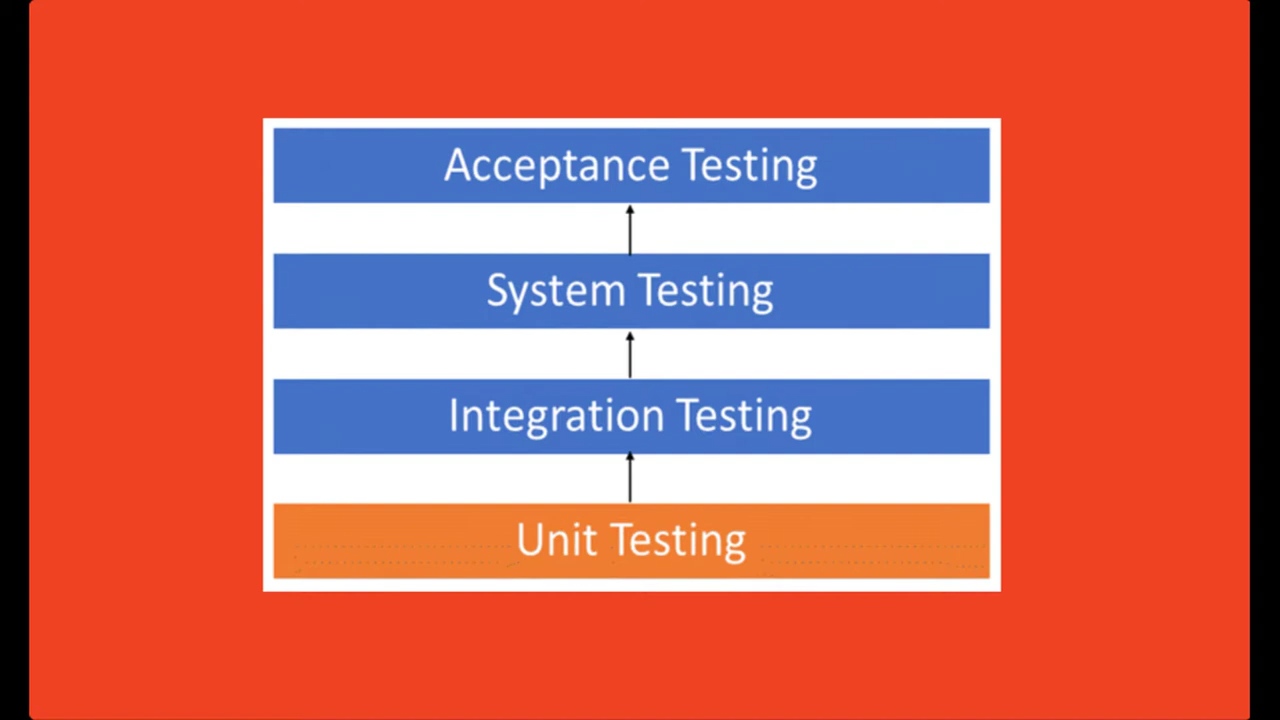 Acceptance Testing
System Testing
Integration Testing
Unit Testing